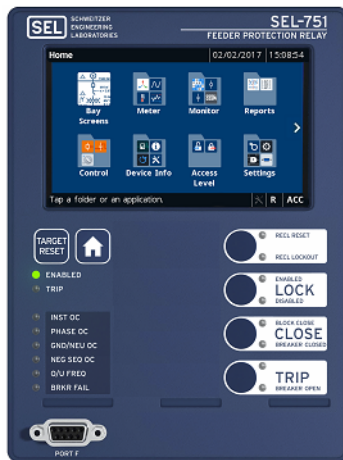 SEL
SCHWEITZER
ENGINEERING
LABORATORIES
SEL-751
FEEDER PROTECTION RELAY
Home
02/02/2017
15:08:54
Bay
Screens
Meter
Monitor
Reports
Control
Device Info
Access
Level
Settings
Tap a folder or an application.
R
ACC
TARGET
RESET
ENABLED
TRIP
INST OC
PHASE OC
GND/NEU OC
NEG SEQ OC
O/U FREQ
BRKR FAIL
RECL RESET
RECL LOCKOUT
ENABLED
LOCK
DISABLED
BLOCK CLOSE
CLOSE
BREAKER CLOSED
TRIP
BREAKER OPEN
PORT F